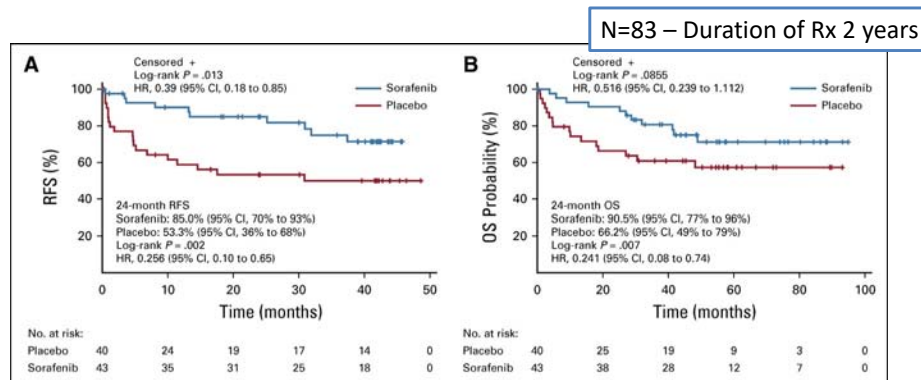 N=83 – Duration of Rx 2 years
A
Censored +
Log-rank P = .013
HR, 0.39 (95% CI, 0.18 to 0.85)
Sorafenib
Placebo
100
80
60
40
20
RFS (%)
24-month RFS
Sorafenib: 85.0% (95% CI, 70% to 93%)
Placebo: 53.3% (95% CI, 36% to 68%)
Log-rank P = .002
HR, 0.256 (95% CI, 0.10 to 0.65)
0 10 20 30 40 50
Time (months)
No. at risk:
Placebo 40 24 19 17 14 0
Sorafenib 43 35 31 25 18 0
B
Censored +
Log-rank P = .0855
HR, 0.516 (95% CI, 0.239 to 1.112)
Sorafenib
Placebo
100
80
60
40
20
OS Probability (%)
24-month OS
Sorafenib: 90.5% (95% CI, 77% to 96%)
Placebo: 66.2% (95% CI, 49% to 79%)
Log-rank P = .007
HR, 0.241 (95% CI, 0.08 to 0.74)
0 20 40 60 80 100
Time (months)
No. at risk:
Placebo 40 25 19 9 3 0
Sorafenib 43 38 28 12 7 0